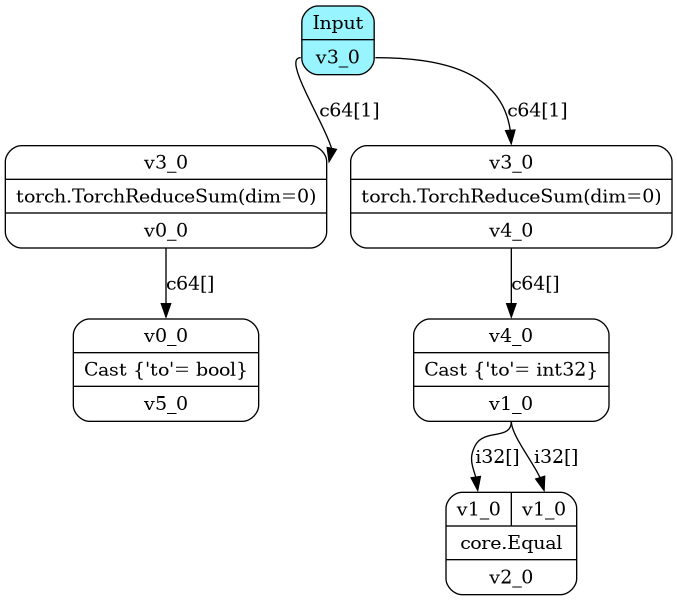 Input
v3_0
c64[1]
c64[1]
v3_0
torch.TorchReduceSum(dim=0)
v0_0
v3_0
torch.TorchReduceSum(dim=0)
v4_0
c64[]
c64[]
v0_0
Cast {'to'= bool}
v5_0
v4_0
Cast {'to'= int32}
v1_0
i32[]
i32[]
v1_0
v1_0
core.Equal
v2_0